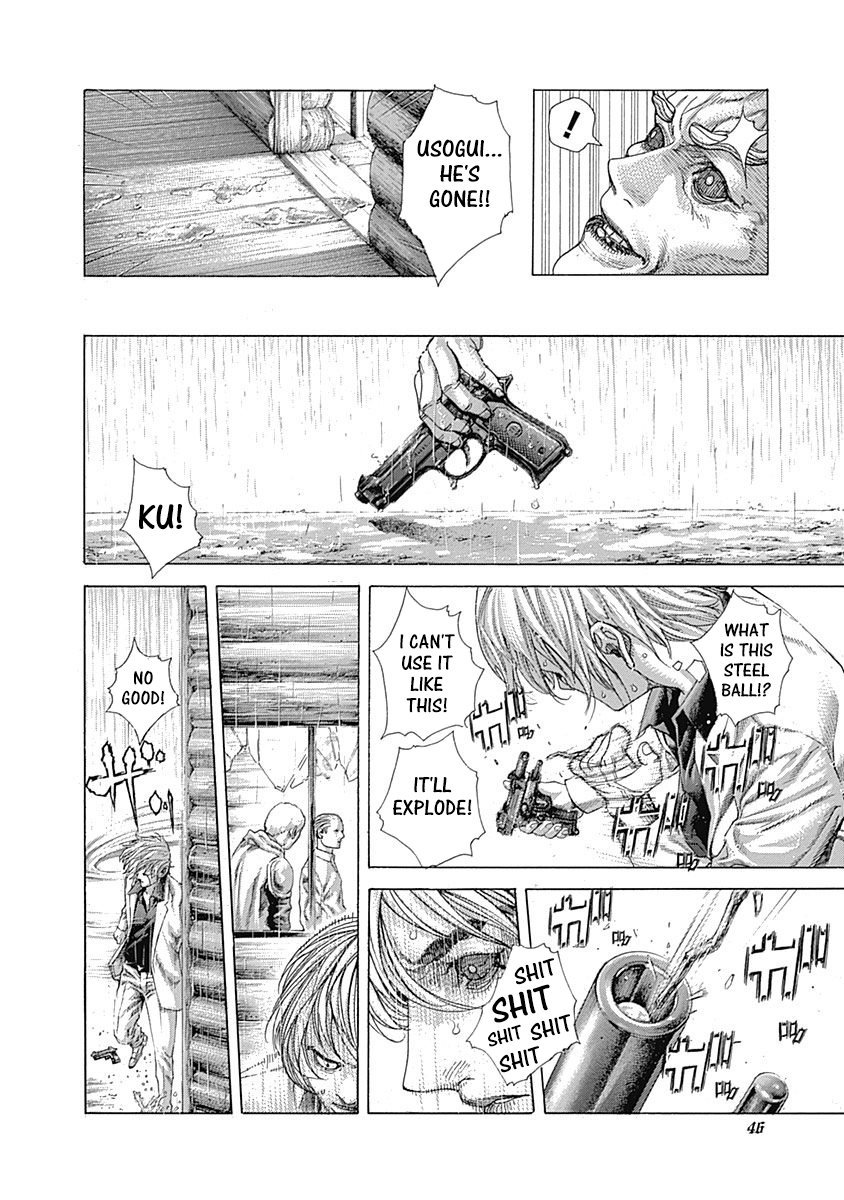 !
USOGUI...
HE'S
GONE!!
KU!
WHAT
IS THIS
STEEL
BALL!?
I CAN'T
USE IT
LIKE
THIS!
IT'LL
EXPLODE!
NO
GOOD!
SHIT
SHIT
SHIT SHIT
SHIT
46